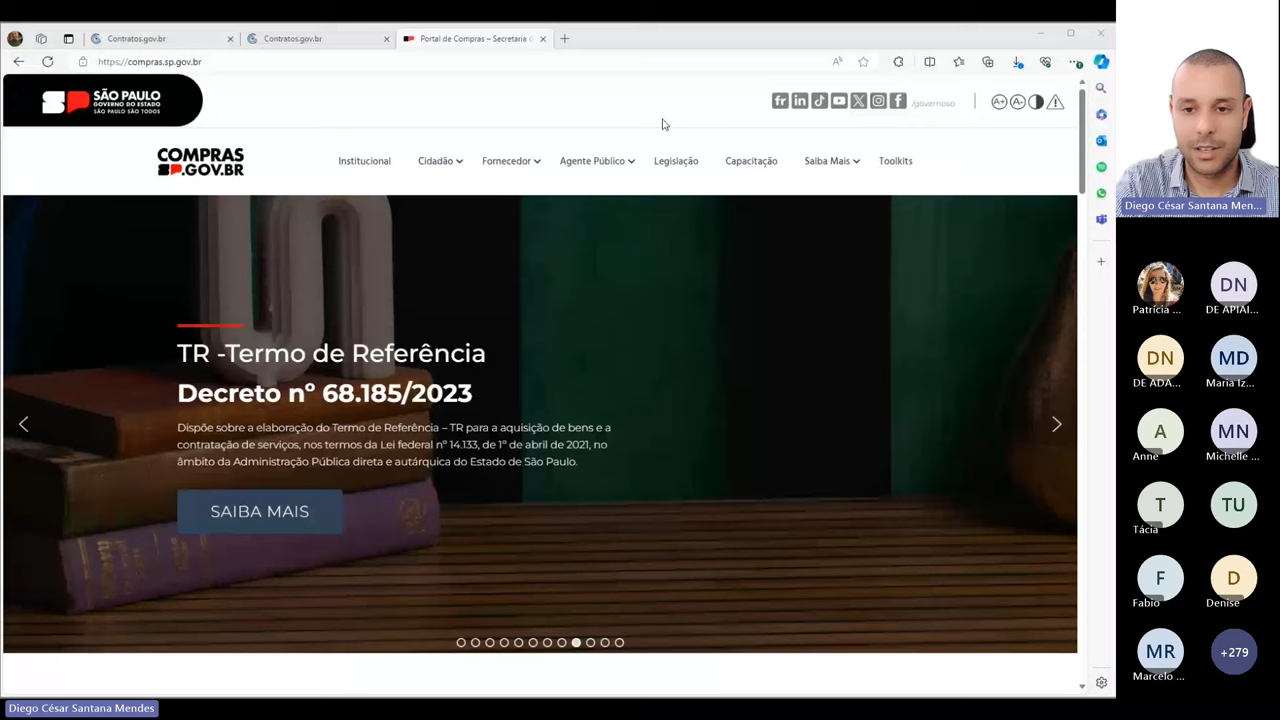 Contratos.gov.br
Contratos.gov.br
Portal de Compras – Secretaria
https://compras.sp.gov.br
SÃO PAULO
GOVERNO DO ESTADO
SÃO PAULO SÃO TODOS
/governosp
COMPRAS
SP.GOV.BR
Institucional
Cidadão
Fornecedor
Agente Público
Legislação
Capacitação
Saiba Mais
Toolkits
TR -Termo de Referência
Decreto nº 68.185/2023
Dispõe sobre a elaboração do Termo de Referência – TR para a aquisição de bens e a
contratação de serviços, nos termos da Lei federal nº 14.133, de 1º de abril de 2021, no
âmbito da Administração Pública direta e autárquica do Estado de São Paulo.
SAIBA MAIS
Diego César Santana Men...
Patrícia ...
DN
DE APIAI...
DN
DE ADA...
MD
Maria Iz...
A
Anne
MN
Michelle ...
T
Tácia
TU
F
Fabio
D
Denise
MR
Marcelo ...
+279
Diego César Santana Mendes